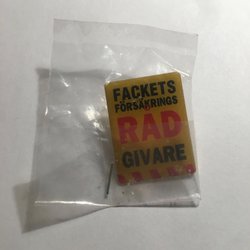 FACKETS
FÖRSÄKRINGS
RÅD
GIVARE